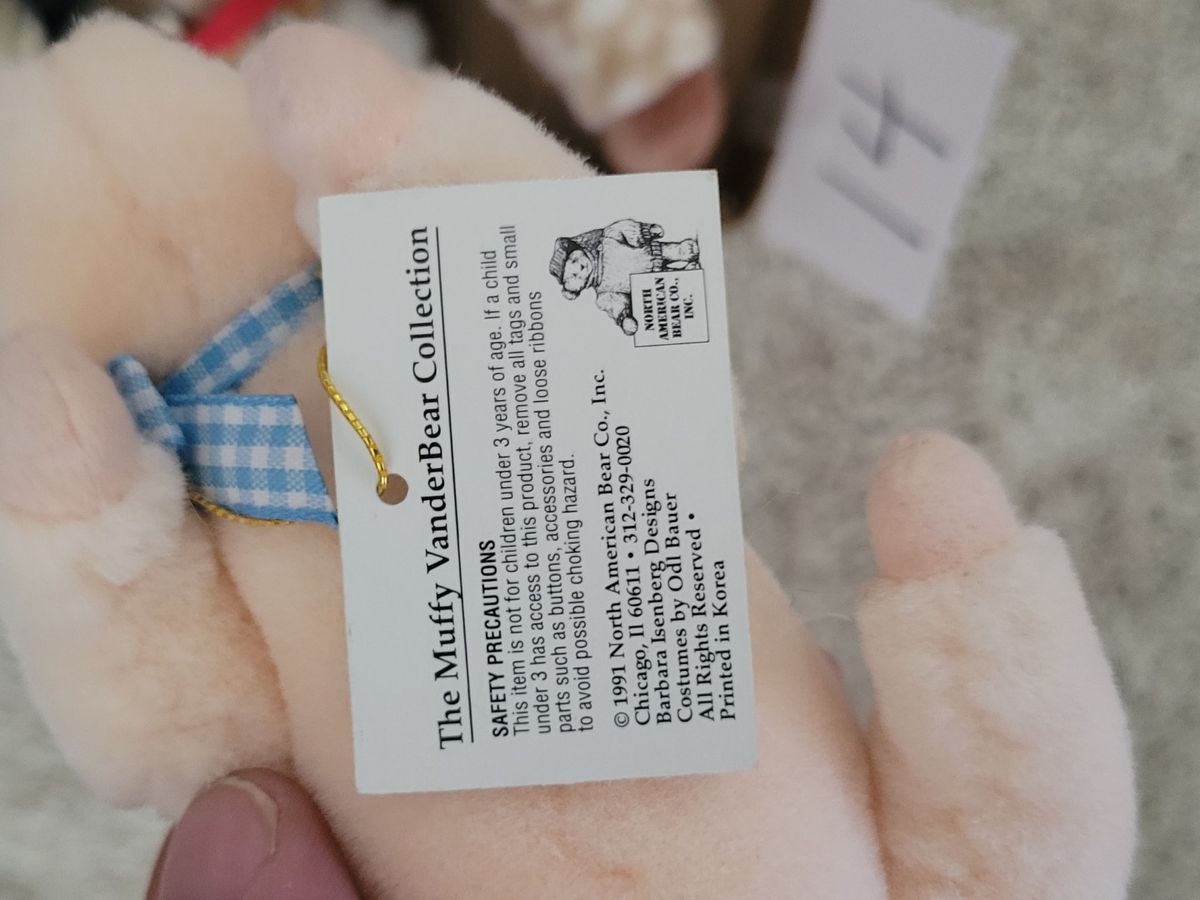 The Muffy VanderBear Collection
SAFETY PRECAUTIONS
This item is not for children under 3 years of age. If a child
under 3 has access to this product, remove all tags and small
parts such as buttons, accessories and loose ribbons
to avoid possible choking hazard.
© 1991 North American Bear Co., Inc.
Chicago, Il 60611 • 312-329-0020
Barbara Isenberg Designs
Costumes by Odl Bauer
All Rights Reserved •
Printed in Korea
NORTH
AMERICAN
BEAR CO.,
INC.
14